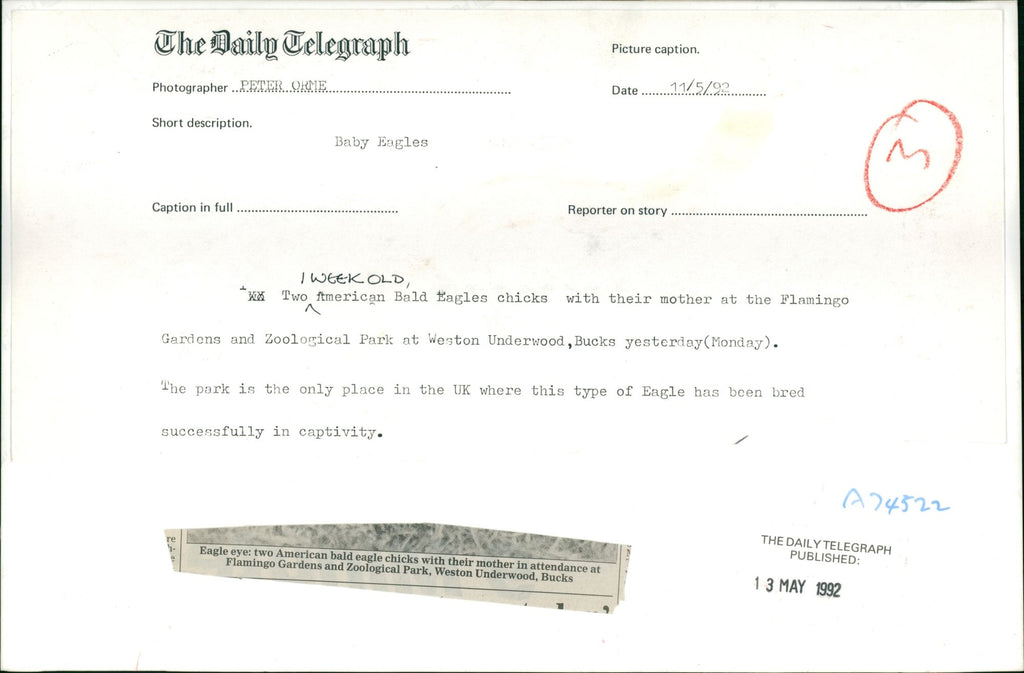 The Daily Telegraph
Picture caption.
Photographer ..PETER ORME
Date ........11/5/92
Short description.
Baby Eagles
3
Caption in full
Reporter on story
1 WEEK OLD,
XX Two American Bald Eagles chicks with their mother at the Flamingo
Gardens and Zoological Park at Weston Underwood,Bucks yesterday(Monday).
The park is the only place in the UK where this type of Eagle has been bred
successfully in captivity.
A74522
THE DAILY TELEGRAPH
PUBLISHED:
13 MAY 1992
Eagle eye: two American bald eagle chicks with their mother in attendance at
Flamingo Gardens and Zoological Park, Weston Underwood, Bucks